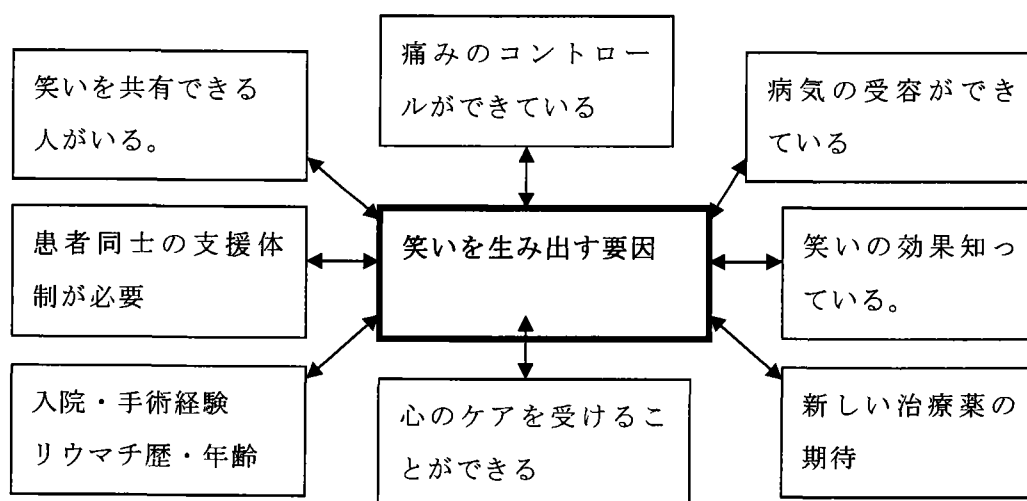 笑いを共有できる
人がいる。
痛みのコントロー
ルができている
病気の受容ができ
ている
患者同士の支援体
制が必要
笑いを生み出す要因
笑いの効果知っ
ている。
入院・手術経験
リウマチ歴・年齢
心のケアを受けるこ
とができる
新しい治療薬の
期待